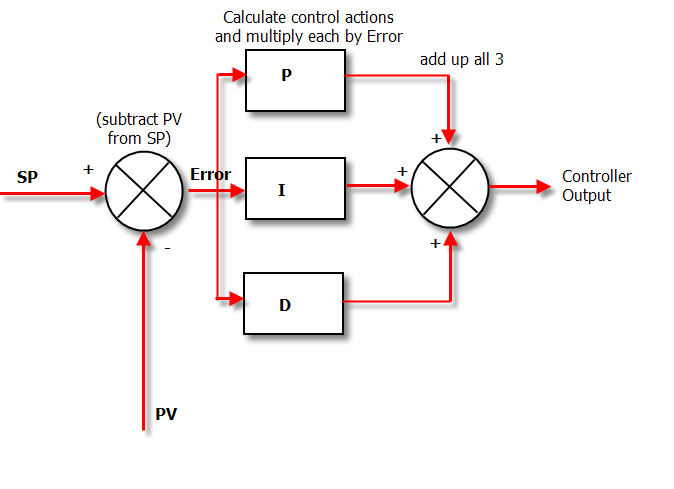 Calculate control actions
and multiply each by Error
add up all 3
P
(subtract PV
from SP)
+
+
SP
+
Error
I
+
Controller
Output
-
+
D
PV